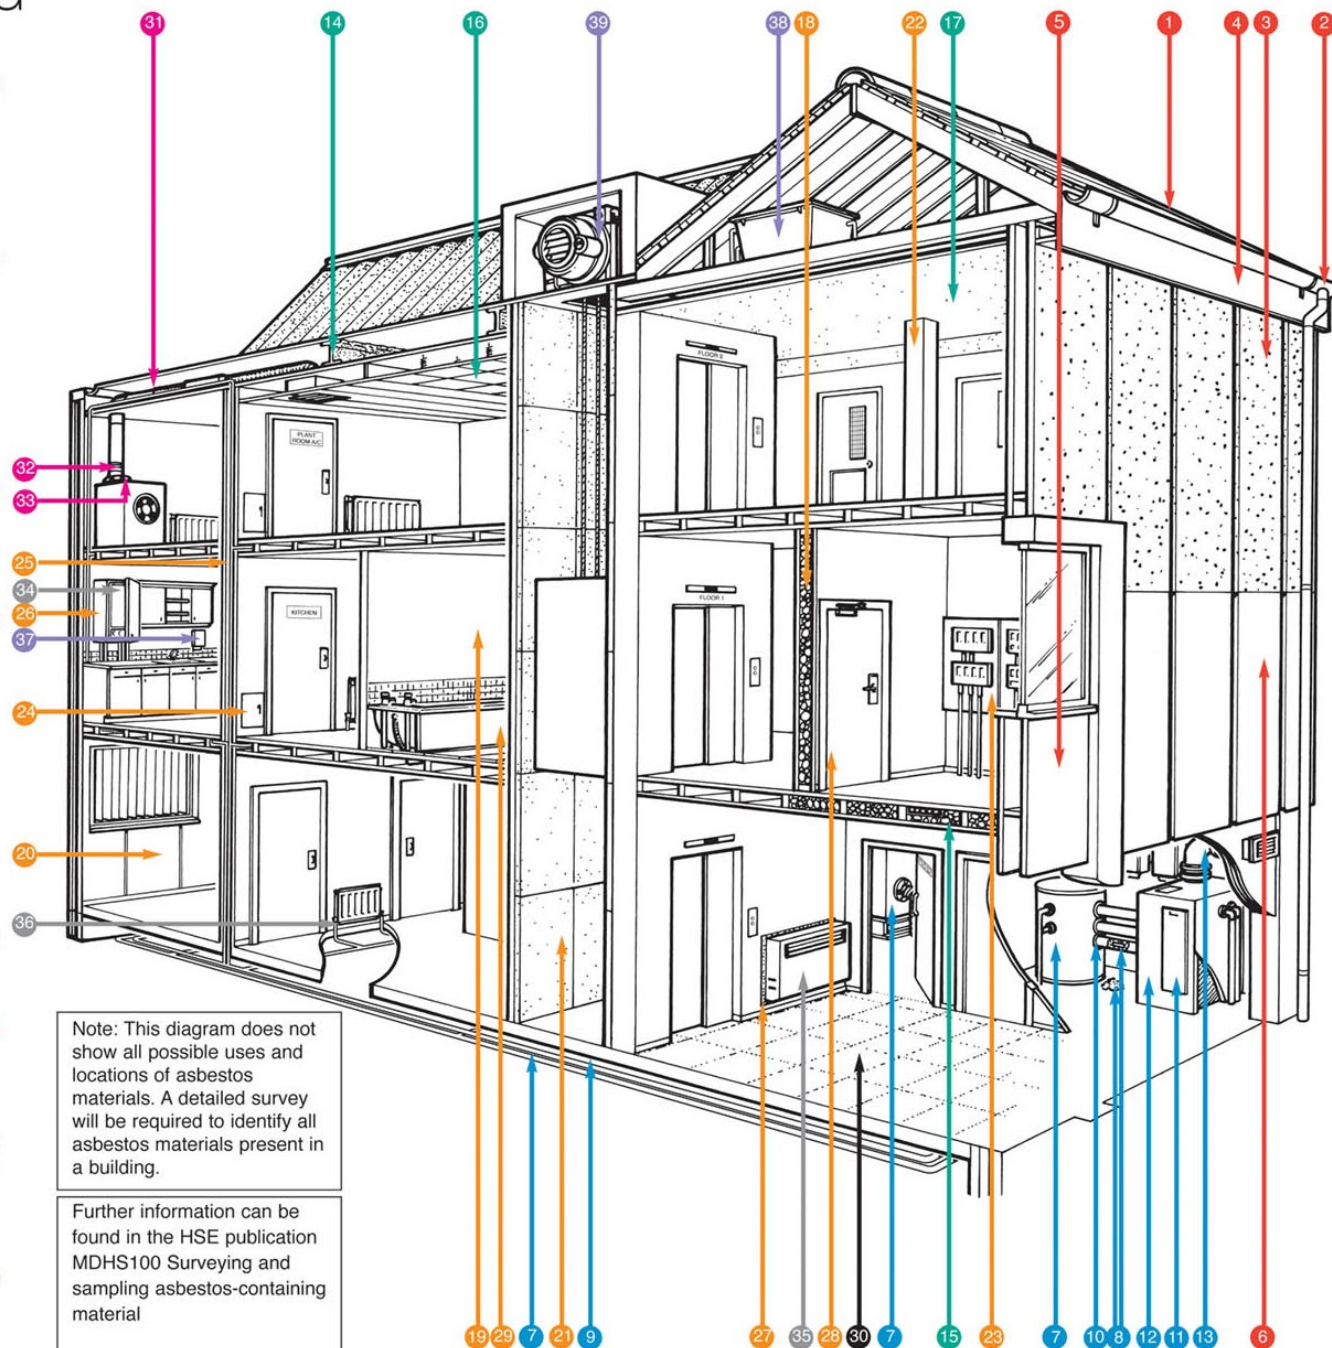 31 14 16 39 38 18 22 17 5 1 4 3 2
FLOOR 2
PLANT
ROOM A/C
32
33
25
34
26
37
24
20
36
KITCHEN
FLOOR 1
Note: This diagram does not
show all possible uses and
locations of asbestos
materials. A detailed survey
will be required to identify all
asbestos materials present in
a building.
Further information can be
found in the HSE publication
MDHS100 Surveying and
sampling asbestos-containing
material
19 29 7 21 9 27 35 28 30 7 15 23 7 10 8 12 11 13 6